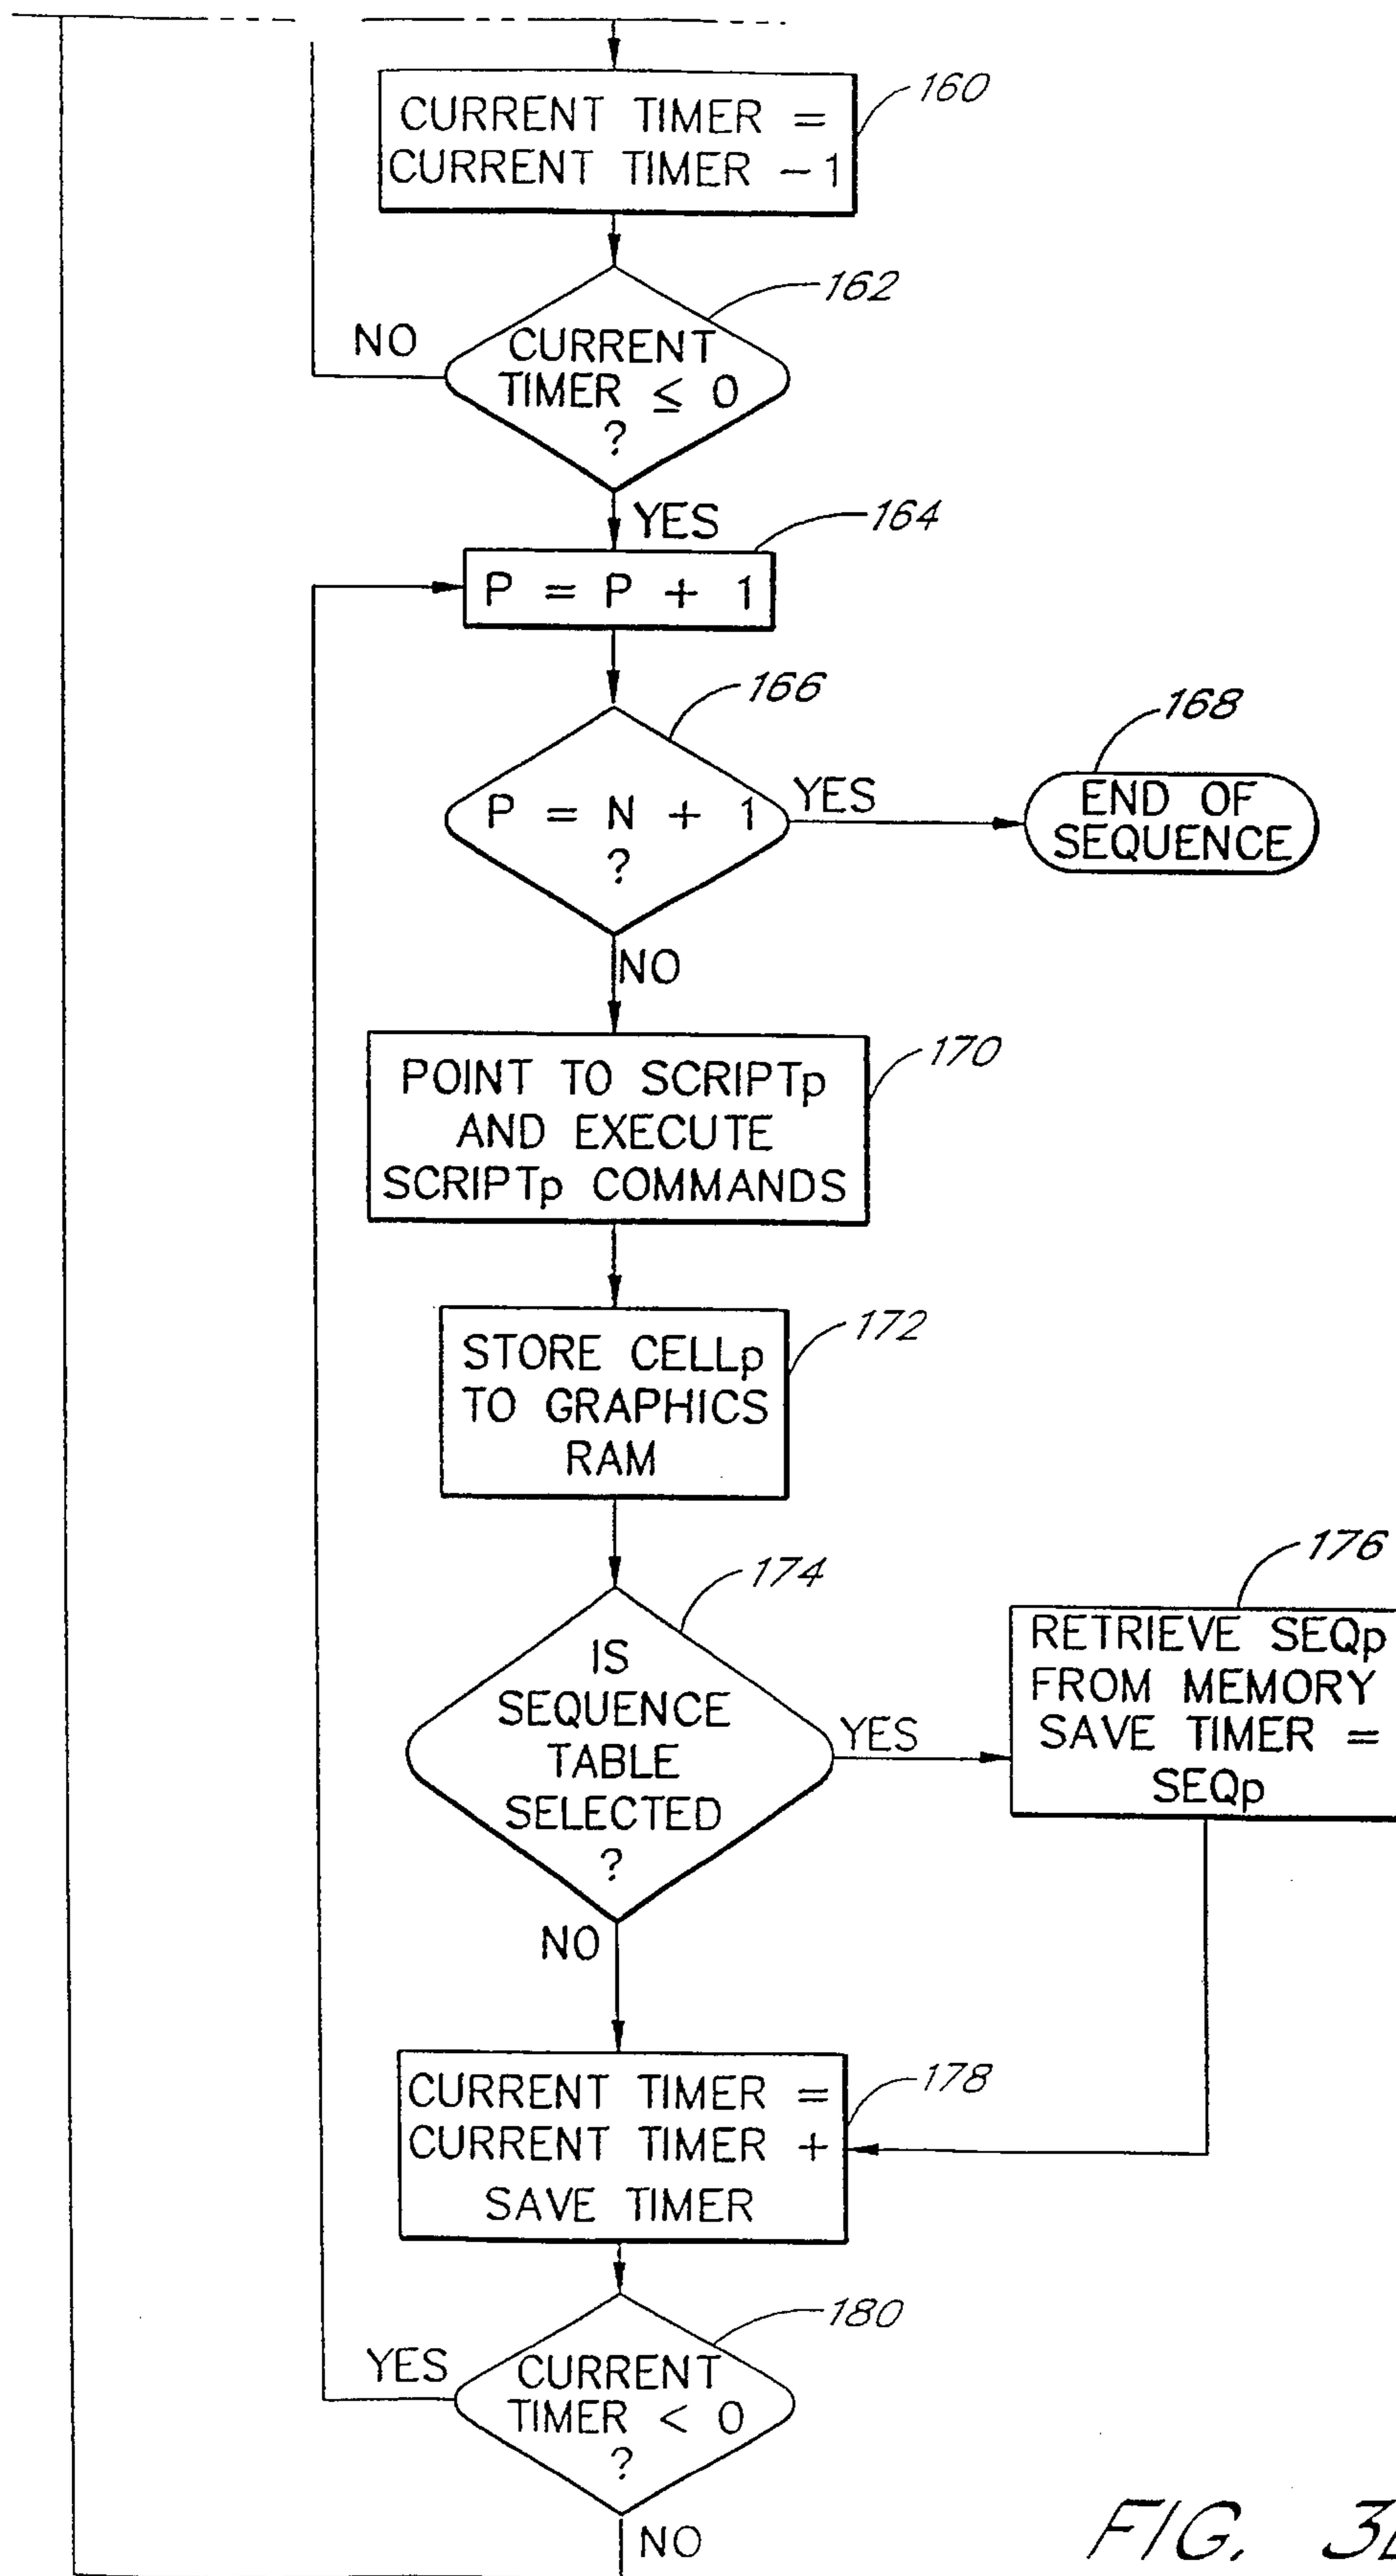 160
CURRENT TIMER =
CURRENT TIMER - 1
162
NO
CURRENT
TIMER ≤ 0
?
YES
164
P = P + 1
166
168
P = N + 1
?
YES
END OF
SEQUENCE
NO
170
POINT TO SCRIPTp
AND EXECUTE
SCRIPTp COMMANDS
172
STORE CELLp
TO GRAPHICS
RAM
174
176
IS
SEQUENCE
TABLE
SELECTED
?
YES
RETRIEVE SEQp
FROM MEMORY
SAVE TIMER =
SEQp
NO
178
CURRENT TIMER =
CURRENT TIMER +
SAVE TIMER
180
YES
CURRENT
TIMER < 0
?
NO
FIG. 3